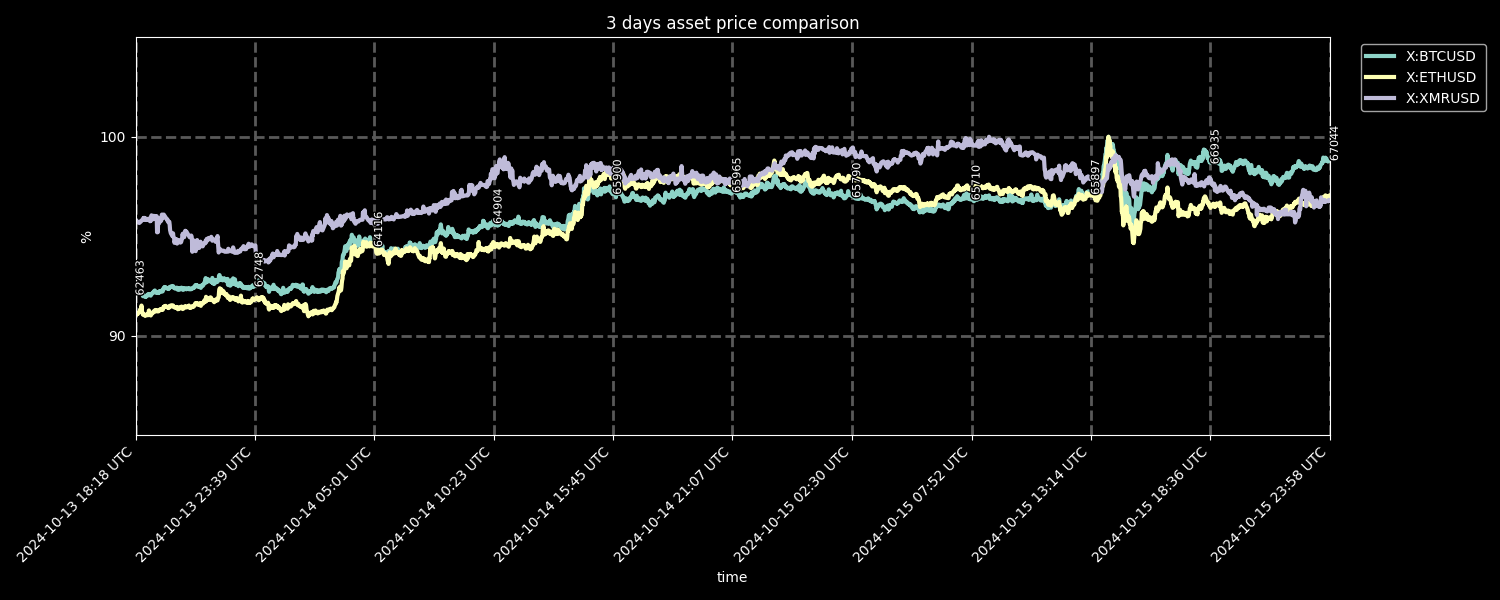 3 days asset price comparison
X:BTCUSD
X:ETHUSD
X:XMRUSD
100
90
%
62463
62748
64116
64904
65900
65965
65790
65710
65897
66935
67044
2024-10-13 18:18 UTC
2024-10-13 23:39 UTC
2024-10-14 05:01 UTC
2024-10-14 10:23 UTC
2024-10-14 15:45 UTC
2024-10-14 21:07 UTC
2024-10-15 02:30 UTC
2024-10-15 07:52 UTC
2024-10-15 13:14 UTC
2024-10-15 18:36 UTC
2024-10-15 23:58 UTC
time